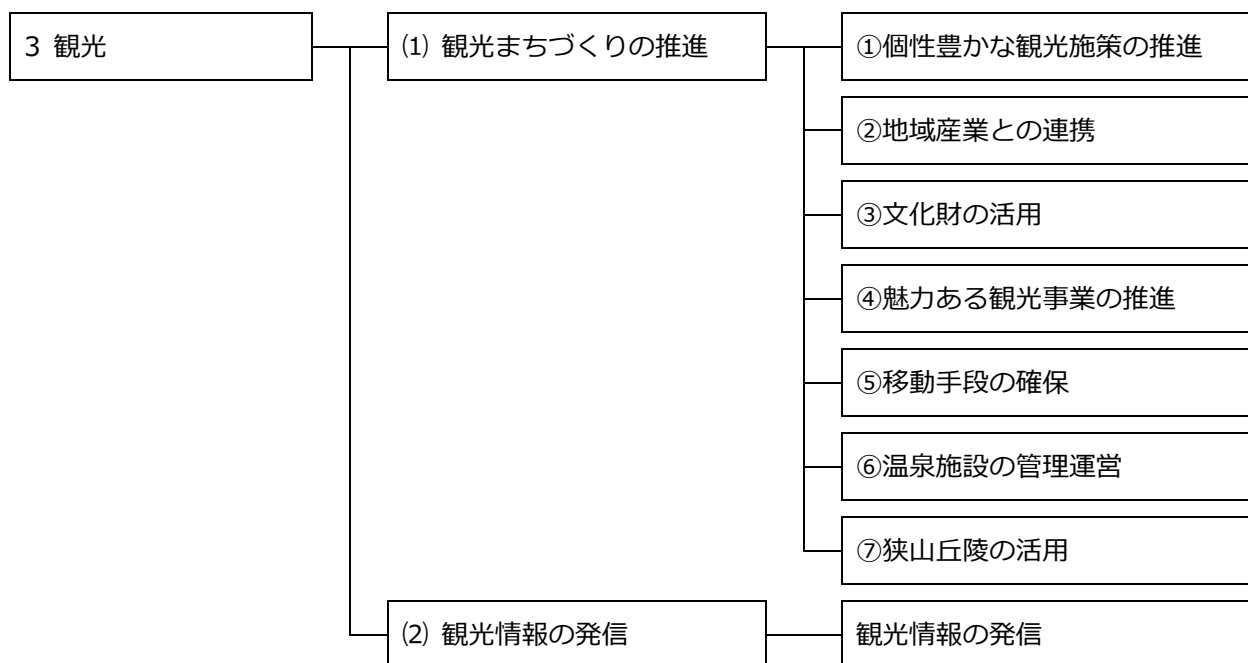 3 観光
⑴ 観光まちづくりの推進
①個性豊かな観光施策の推進
②地域産業との連携
③文化財の活用
④魅力ある観光事業の推進
⑤移動手段の確保
⑥温泉施設の管理運営
⑦狭山丘陵の活用
⑵ 観光情報の発信
観光情報の発信